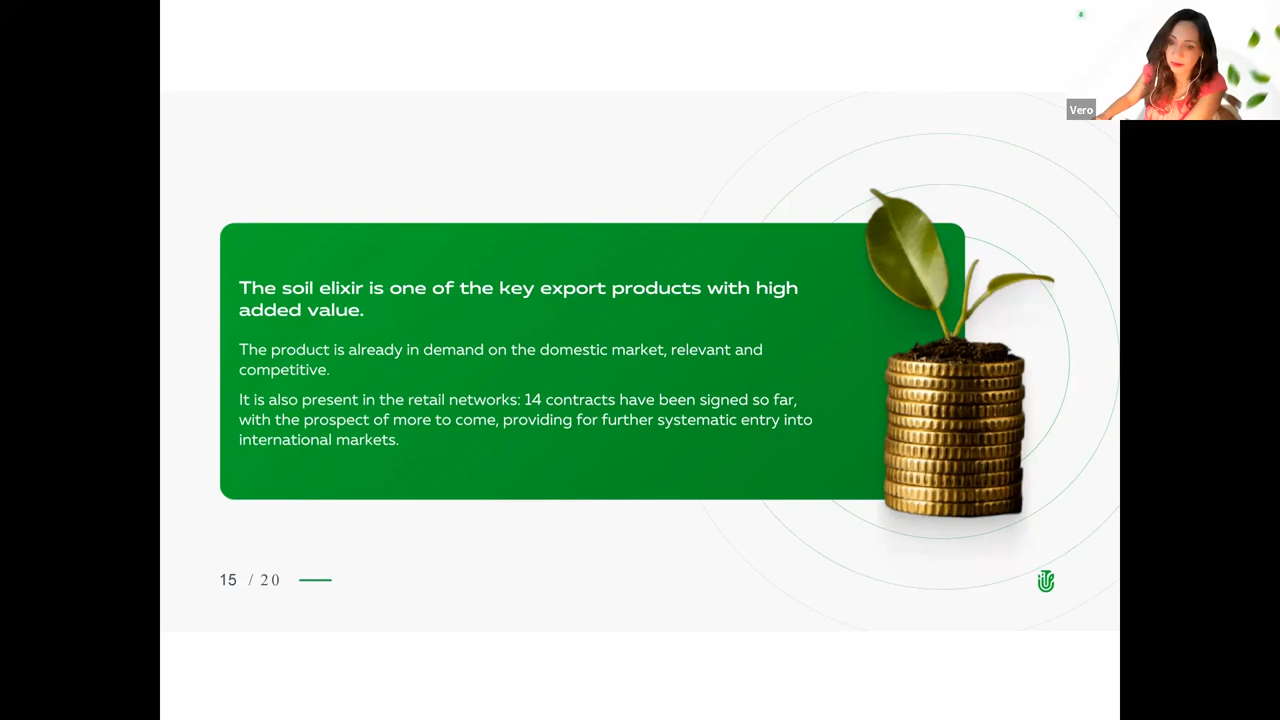 Vero
The soil elixir is one of the key export products with high
added value.
The product is already in demand on the domestic market, relevant and
competitive.
It is also present in the retail networks: 14 contracts have been signed so far,
with the prospect of more to come, providing for further systematic entry into
international markets.
15 / 20